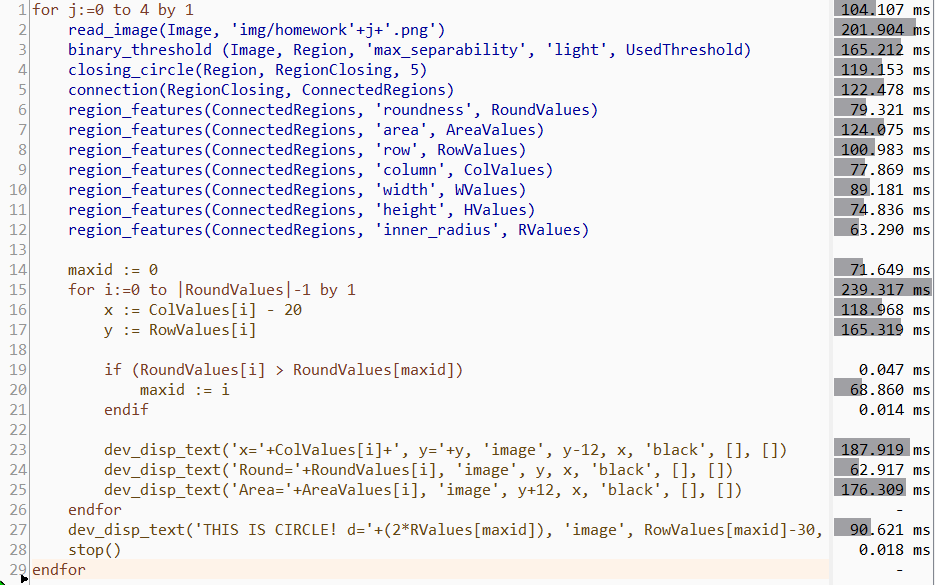 1 for j:=0 to 4 by 1 104.107 ms
2 read_image(Image, 'img/homework'+j+'.png') 201.904 ms
3 binary_threshold (Image, Region, 'max_separability', 'light', UsedThreshold) 165.212 ms
4 closing_circle(Region, RegionClosing, 5) 119.153 ms
5 connection(RegionClosing, ConnectedRegions) 122.478 ms
6 region_features(ConnectedRegions, 'roundness', RoundValues) 79.321 ms
7 region_features(ConnectedRegions, 'area', AreaValues) 124.075 ms
8 region_features(ConnectedRegions, 'row', RowValues) 100.983 ms
9 region_features(ConnectedRegions, 'column', ColValues) 77.869 ms
10 region_features(ConnectedRegions, 'width', WValues) 89.181 ms
11 region_features(ConnectedRegions, 'height', HValues) 74.836 ms
12 region_features(ConnectedRegions, 'inner_radius', RValues) 63.290 ms
13
14 maxid := 0 71.649 ms
15 for i:=0 to |RoundValues|-1 by 1 239.317 ms
16 x := ColValues[i] - 20 118.968 ms
17 y := RowValues[i] 165.319 ms
18
19 if (RoundValues[i] > RoundValues[maxid]) 0.047 ms
20 maxid := i 68.860 ms
21 endif 0.014 ms
22
23 dev_disp_text('x='+ColValues[i]+', y='+y, 'image', y-12, x, 'black', [], []) 187.919 ms
24 dev_disp_text('Round='+RoundValues[i], 'image', y, x, 'black', [], []) 62.917 ms
25 dev_disp_text('Area='+AreaValues[i], 'image', y+12, x, 'black', [], []) 176.309 ms
26 endfor -
27 dev_disp_text('THIS IS CIRCLE! d='+(2*RValues[maxid]), 'image', RowValues[maxid]-30, 90.621 ms
28 stop() 0.018 ms
29 endfor -